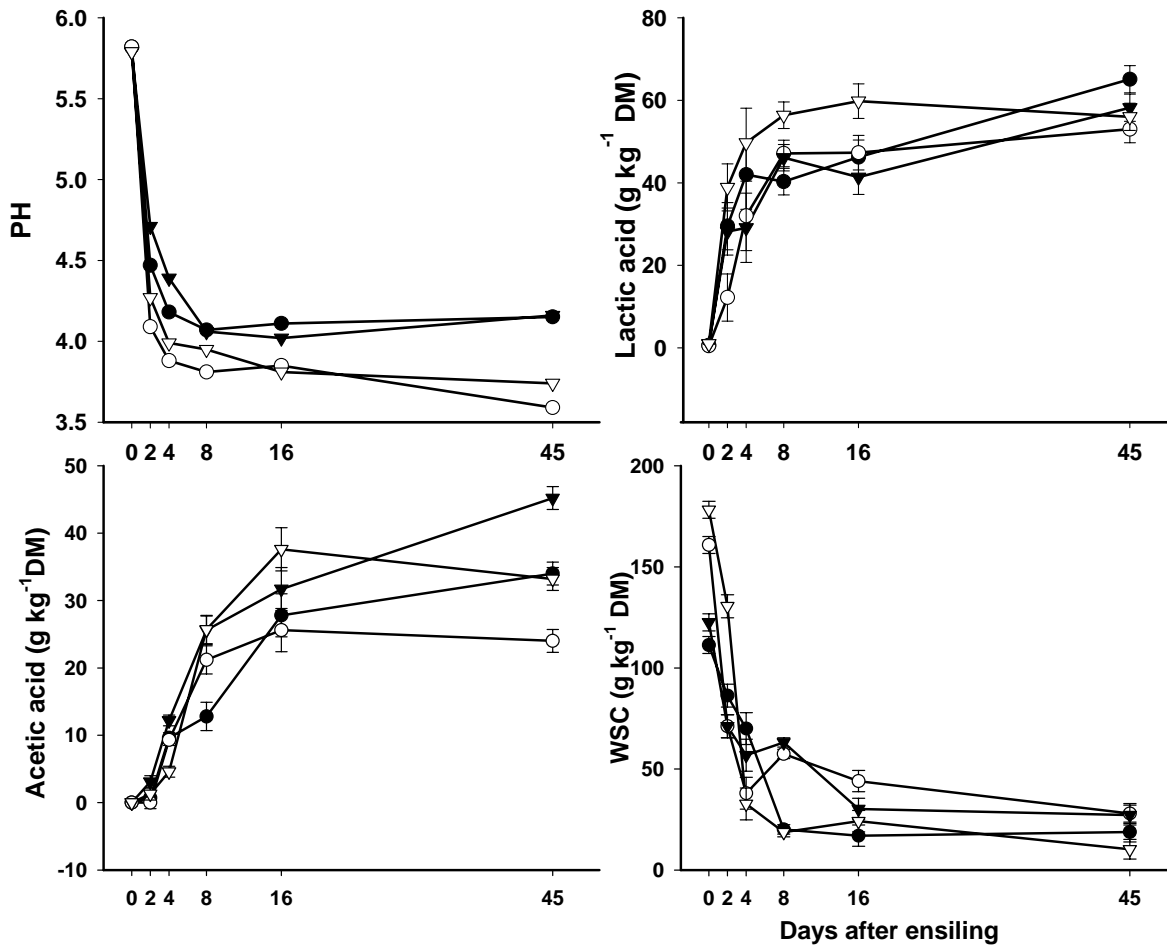 6.0
5.5
5.0
4.5
4.0
3.5
PH
0 2 4 8 16 45
80
60
40
20
0
Lactic acid (g kg-1 DM)
0 2 4 8 16 45
50
40
30
20
10
0
-10
Acetic acid (g kg-1DM)
0 2 4 8 16 45
200
150
100
50
0
WSC (g kg-1 DM)
0 2 4 8 16 45
Days after ensiling